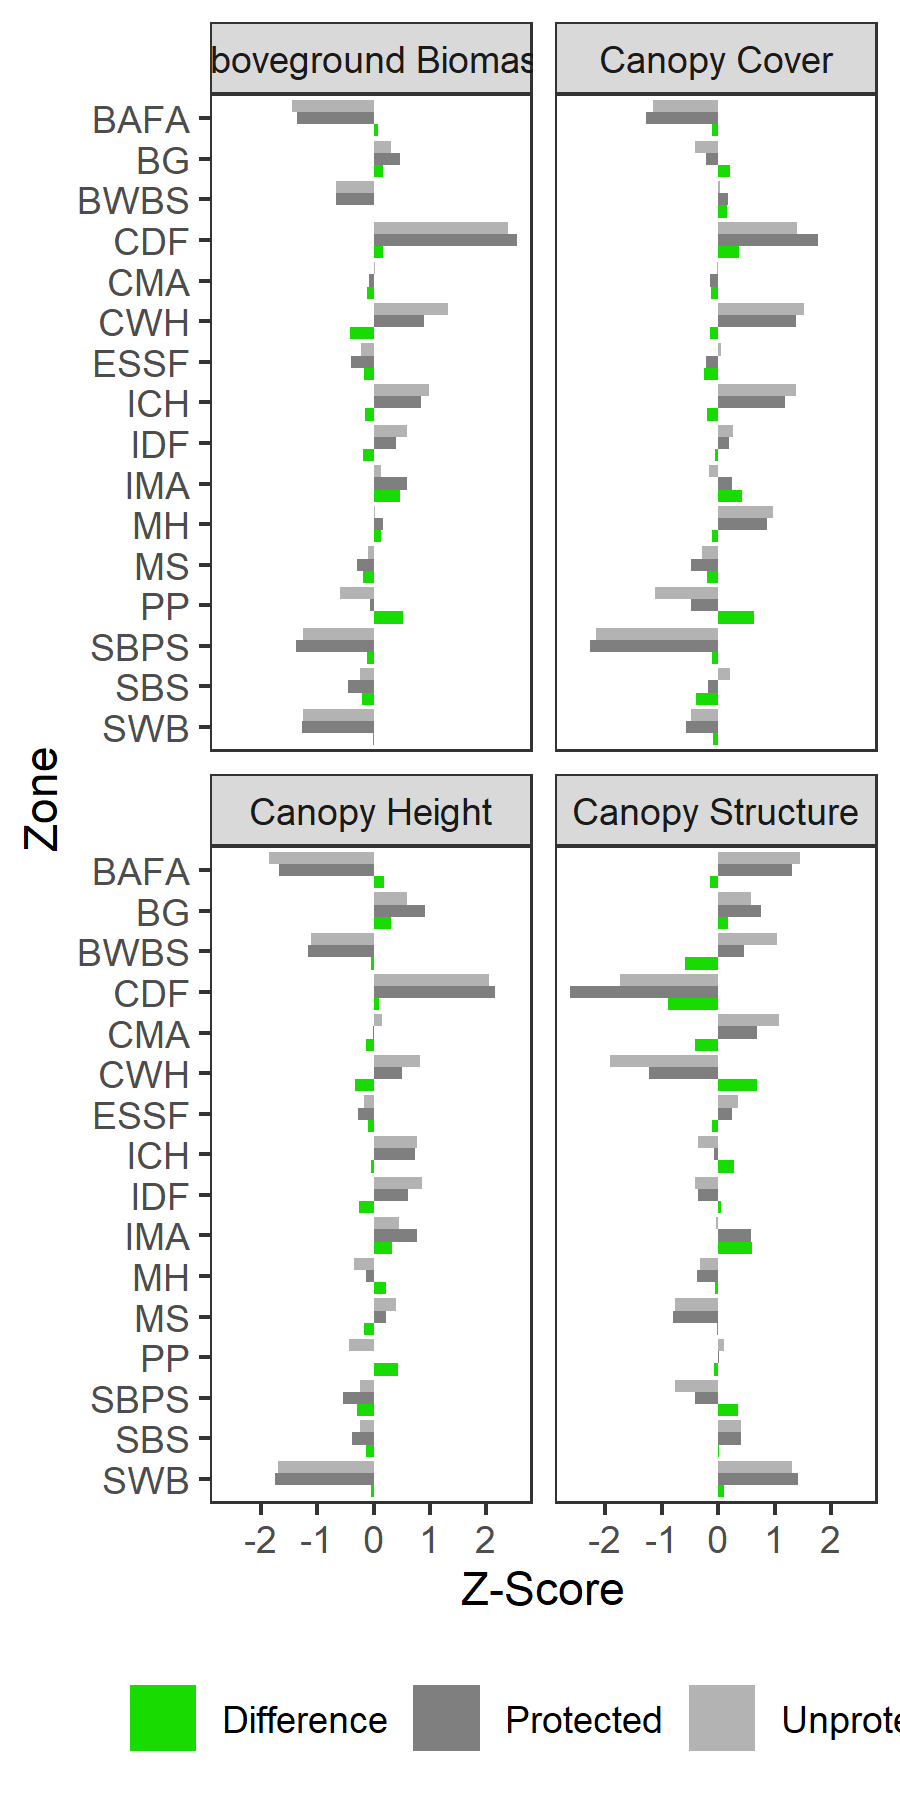 boveground Biomas Canopy Cover
BAFA
BG
BWBS
CDF
CMA
CWH
ESSF
ICH
IDF
IMA
MH
MS
PP
SBPS
SBS
SWB
Zone
Canopy Height Canopy Structure
BAFA
BG
BWBS
CDF
CMA
CWH
ESSF
ICH
IDF
IMA
MH
MS
PP
SBPS
SBS
SWB
-2 -1 0 1 2 -2 -1 0 1 2
Z-Score
Difference Protected Unprote